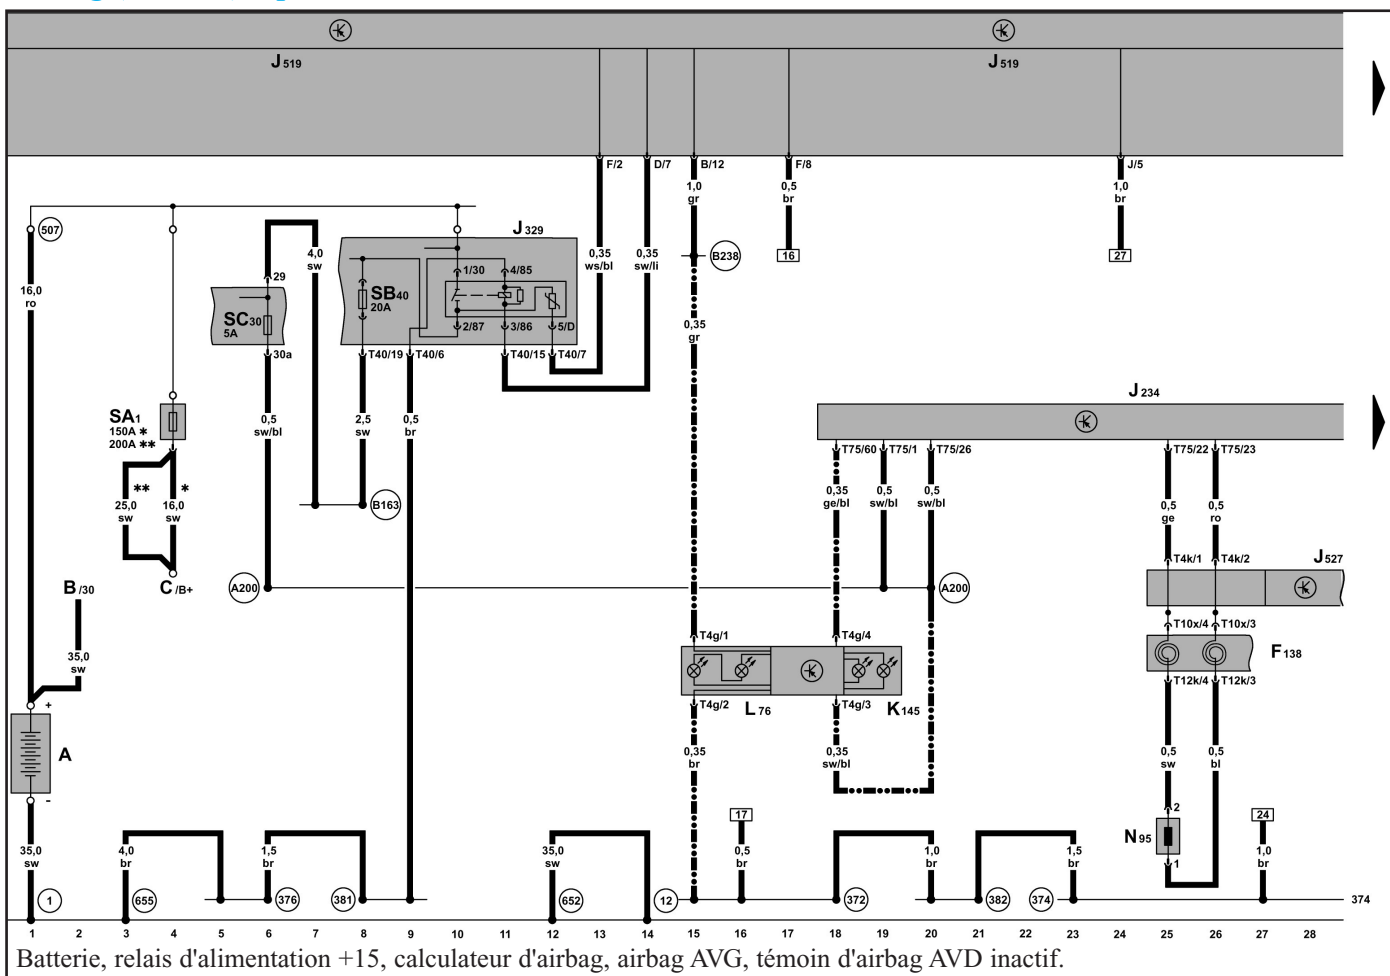 J519 J519
F/2 D/7 B/12 F/8 J/5
1,0
gr
0,5
br
1,0
br
507
J329
29
4,0
sw
0,35
ws/bl
0,35
sw/li
B238
16
27
1/30 4/85
16,0
ro
SC30
5A
SB40
20A
2/87 3/86 5/D
0,35
gr
30a T40/19 T40/6 T40/15 T40/7
J234
SA1
150A *
200A **
0,5
sw/bl
2,5
sw
0,5
br
T75/60 T75/1 T75/26 T75/22 T75/23
** *
25,0
sw
16,0
sw
B163
0,35
ge/bl
0,5
sw/bl
0,5
sw/bl
0,5
ge
0,5
ro
J527
T4k/1 T4k/2
B/30 C/B+ A200 A200
T10x/4 T10x/3
T4g/1 T4g/4
35,0
sw
F138
T12k/4 T12k/3
T4g/2 L76 T4g/3 K145
+
A
-
0,35
br
0,35
sw/bl
0,5
sw
0,5
bl
2
N95
1
17
24
35,0
sw
4,0
br
1,5
br
35,0
sw
0,5
br
1,0
br
1,5
br
1,0
br
1 655 376 381 652 12 372 382 374 374
1 2 3 4 5 6 7 8 9 10 11 12 13 14 15 16 17 18 19 20 21 22 23 24 25 26 27 28
Batterie, relais d'alimentation +15, calculateur d'airbag, airbag AVG, témoin d'airbag AVD inactif.